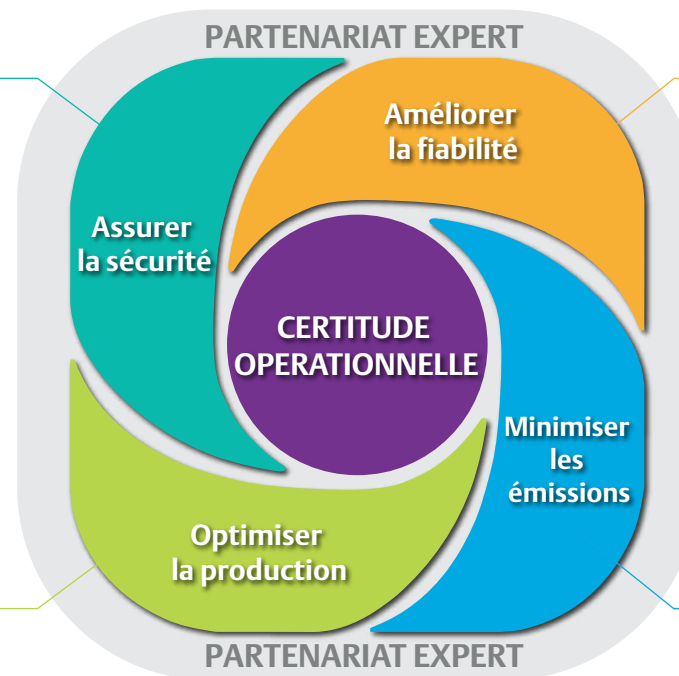 PARTENARIAT EXPERT
Améliorer
la fiabilité
Assurer
la sécurité
CERTITUDE
OPERATIONNELLE
Minimiser
les
émissions
Optimiser
la production
PARTENARIAT EXPERT